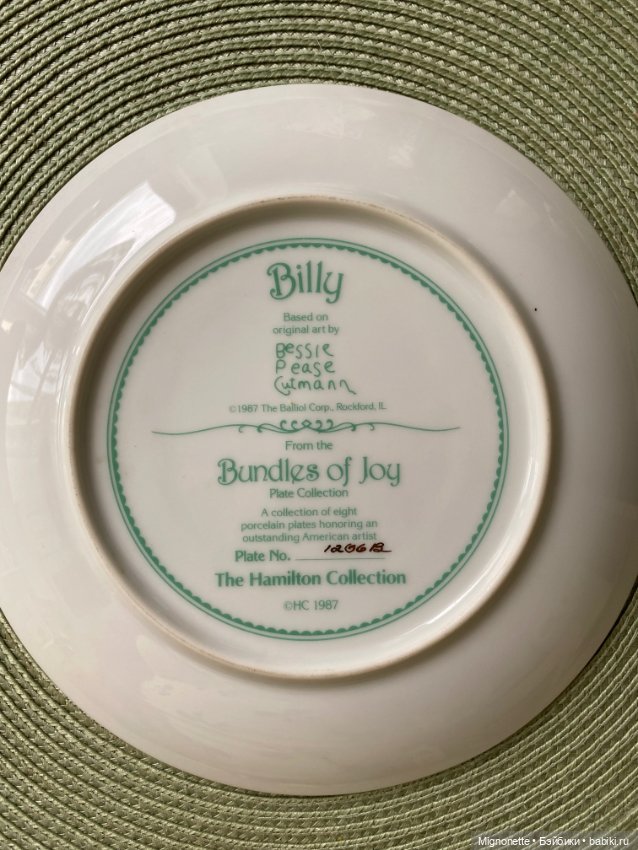 Billy
Based on
original art by
Bessie
Pease
Gutmann
©1987 The Balliol Corp., Rockford, IL
From the
Bundles of Joy
Plate Collection
A collection of eight
porcelain plates honoring an
outstanding American artist
Plate No.
The Hamilton Collection
©HC 1987
Mignonette • Бэйбики • babiki.ru